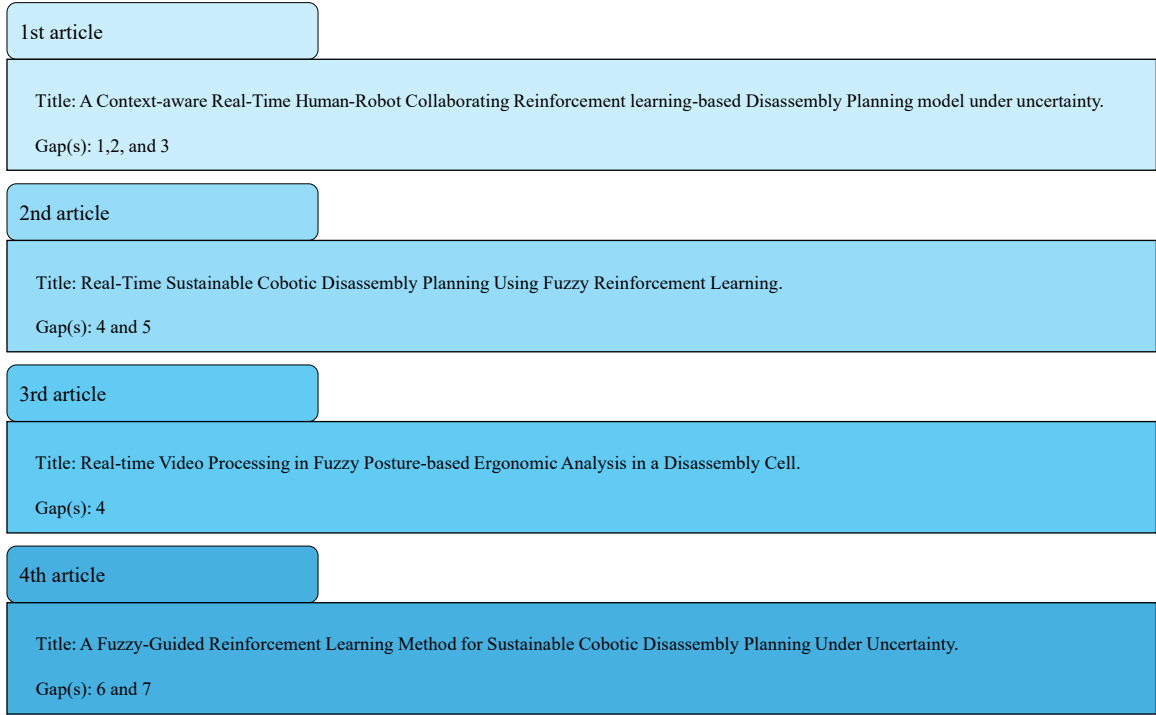 1st article
Title: A Context-aware Real-Time Human-Robot Collaborating Reinforcement learning-based Disassembly Planning model under uncertainty.
Gap(s): 1,2, and 3
2nd article
Title: Real-Time Sustainable Cobotic Disassembly Planning Using Fuzzy Reinforcement Learning.
Gap(s): 4 and 5
3rd article
Title: Real-time Video Processing in Fuzzy Posture-based Ergonomic Analysis in a Disassembly Cell.
Gap(s): 4
4th article
Title: A Fuzzy-Guided Reinforcement Learning Method for Sustainable Cobotic Disassembly Planning Under Uncertainty.
Gap(s): 6 and 7